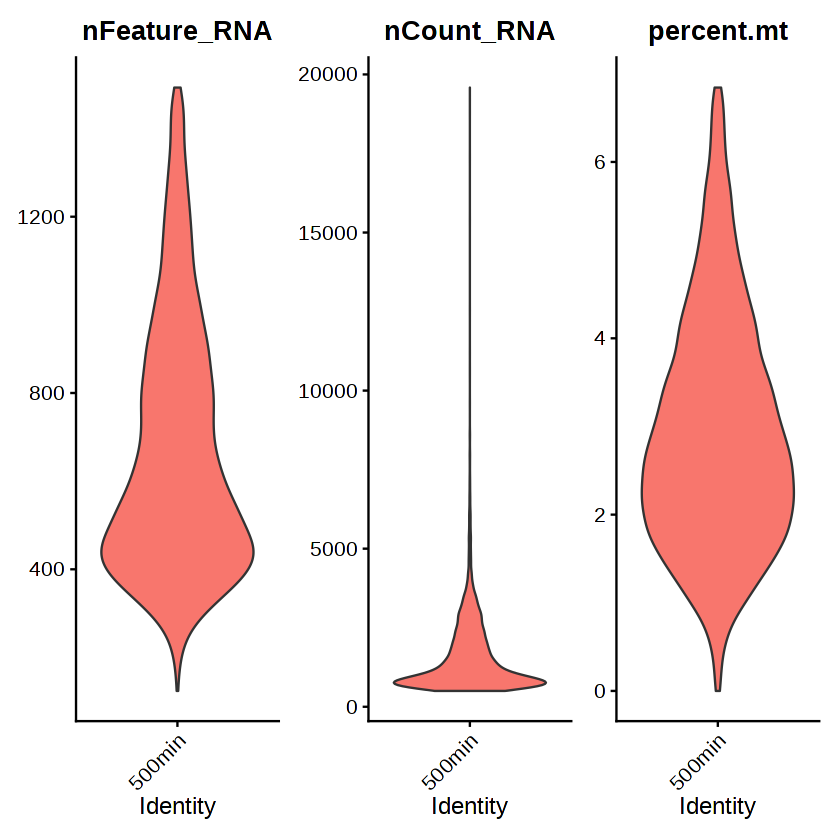 nFeature_RNA
1200
800
400
500min
Identity
nCount_RNA
20000
15000
10000
5000
0
500min
Identity
percent.mt
6
4
2
0
500min
Identity